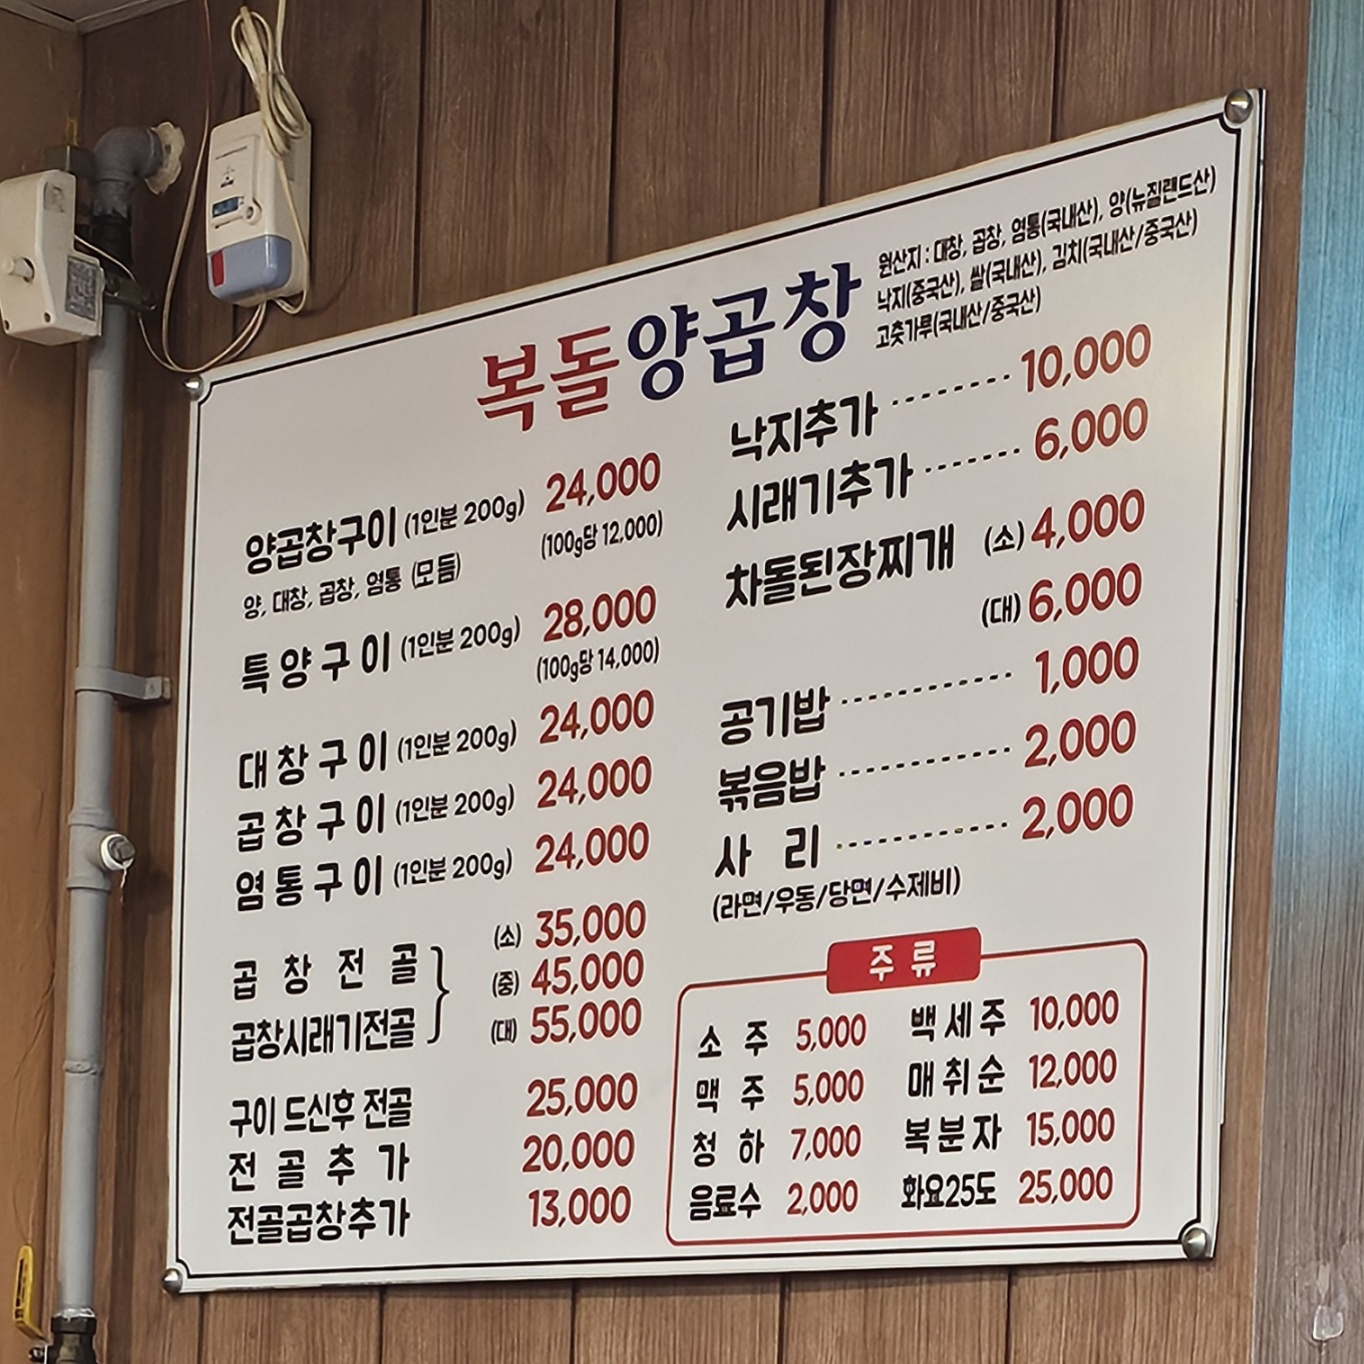 복돌양곱창
원산지 : 대창, 곱창, 염통(국내산), 양(뉴질랜드산)
낙지(중국산), 쌀(국내산), 김치(국내산/중국산)
고춧가루(국내산/중국산)
양곱창구이 (1인분 200g) 24,000
양, 대창, 곱창, 염통 (모듬) (100g당 12,000)
특양구이 (1인분 200g) 28,000
(100g당 14,000)
대창구이 (1인분 200g) 24,000
곱창구이 (1인분 200g) 24,000
염통구이 (1인분 200g) 24,000
곱창전골
곱창시래기전골
(소) 35,000
(중) 45,000
(대) 55,000
구이 드신후 전골 25,000
전골추가 20,000
전골곱창추가 13,000
낙지추가 ········ 10,000
시래기추가 ······· 6,000
차돌된장찌개 (소) 4,000
(대) 6,000
공기밥 ············· 1,000
볶음밥 ············· 2,000
사 리 ············· 2,000
(라면/우동/당면/수제비)
주류
소 주 5,000
맥 주 5,000
청 하 7,000
음료수 2,000
백세주 10,000
매취순 12,000
복분자 15,000
화요25도 25,000